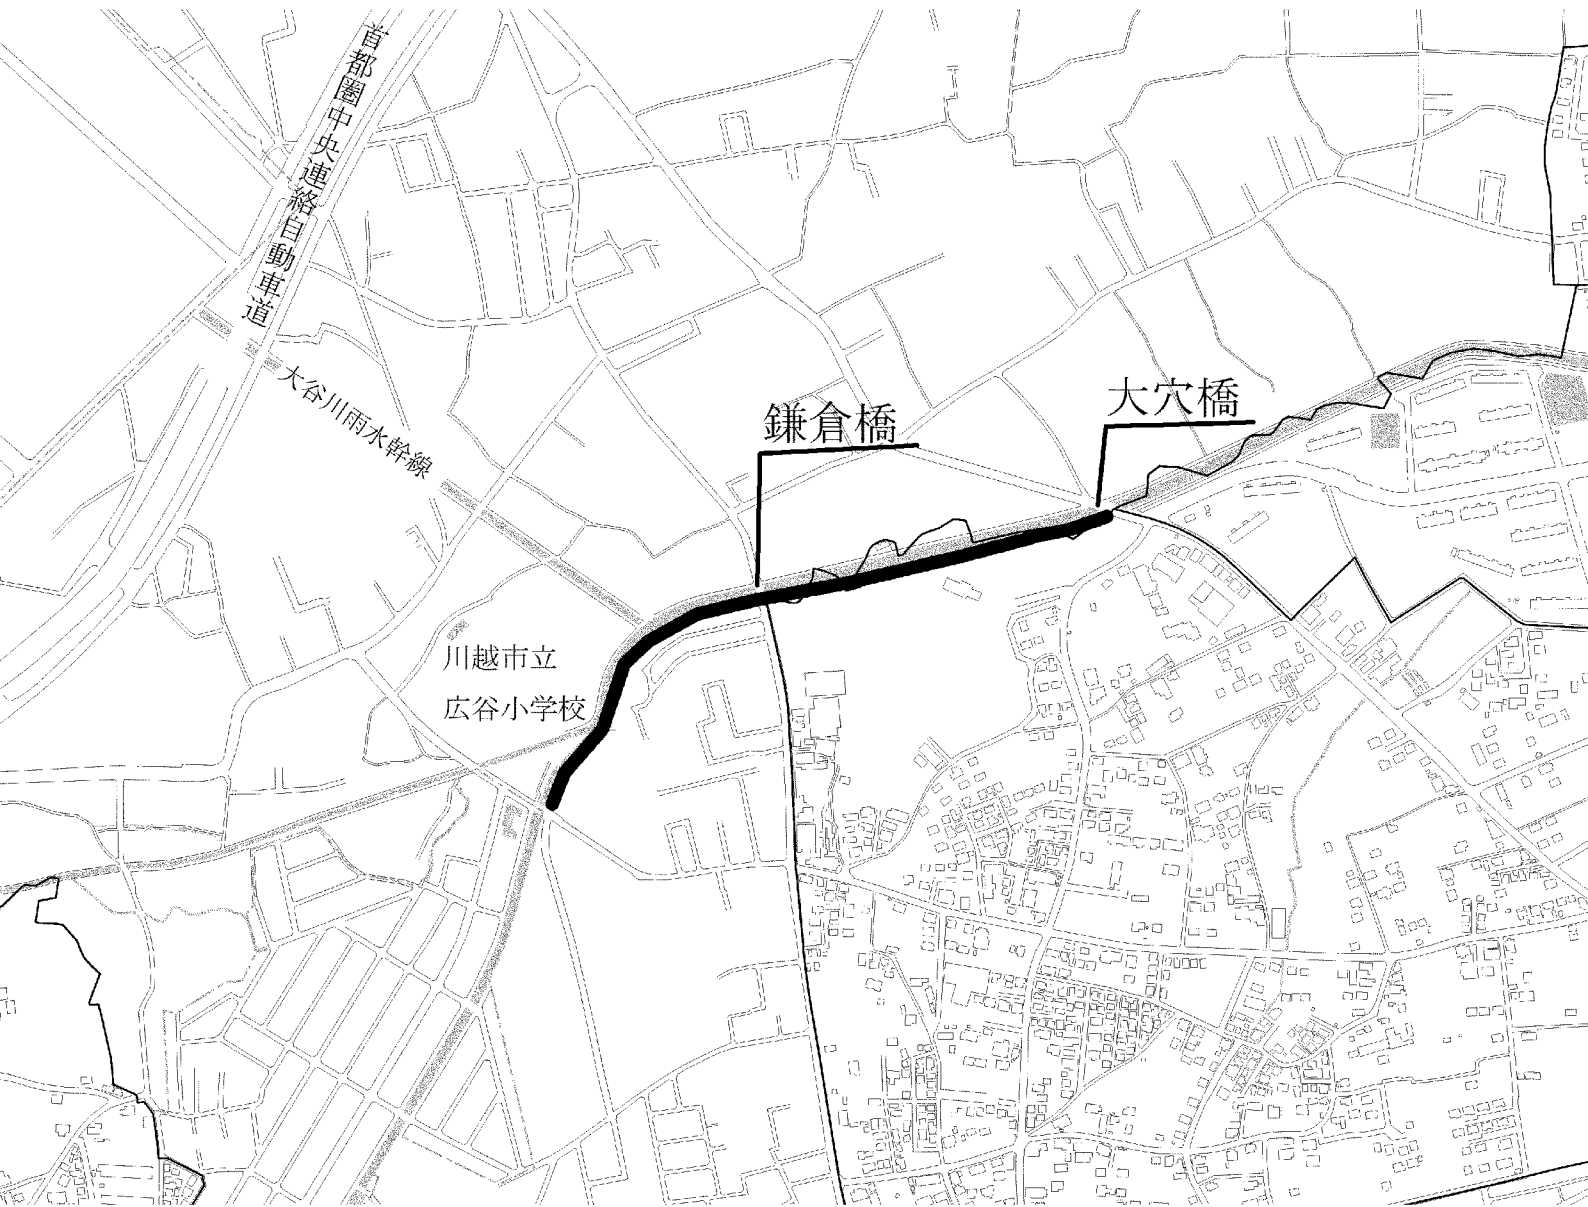 首都圏中央連絡自動車道
大穴橋
鎌倉橋
大谷川雨水幹線
川越市立
広谷小学校